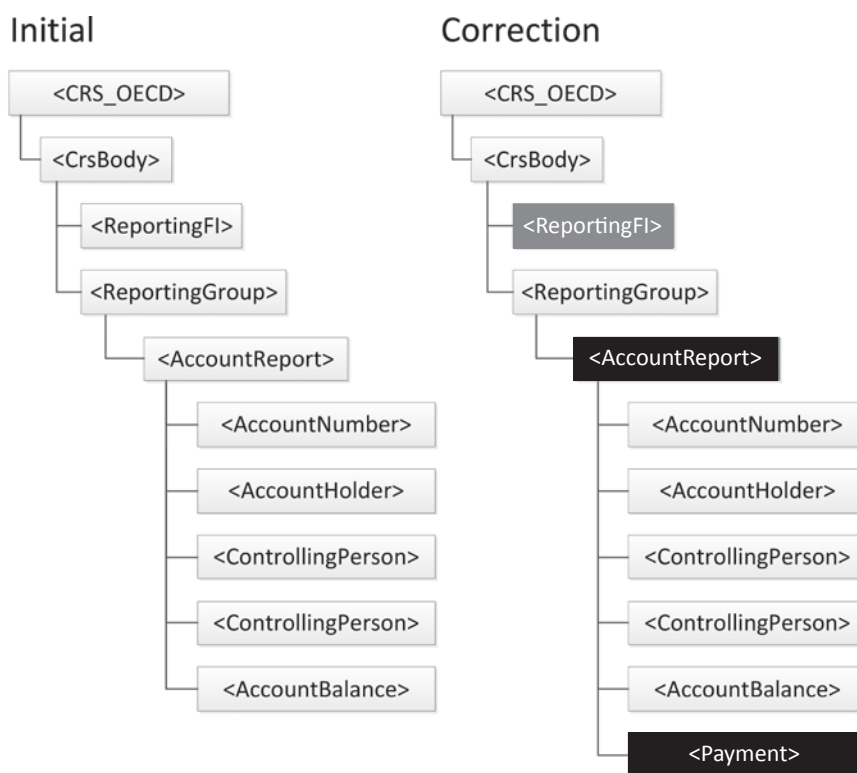 Initial
<CRS_OECD>
<CrsBody>
<ReportingFI>
<ReportingGroup>
<AccountReport>
<AccountNumber>
<AccountHolder>
<ControllingPerson>
<ControllingPerson>
<AccountBalance>
Correction
<CRS_OECD>
<CrsBody>
<ReportingFI>
<ReportingGroup>
<AccountReport>
<AccountNumber>
<AccountHolder>
<ControllingPerson>
<ControllingPerson>
<AccountBalance>
<Payment>